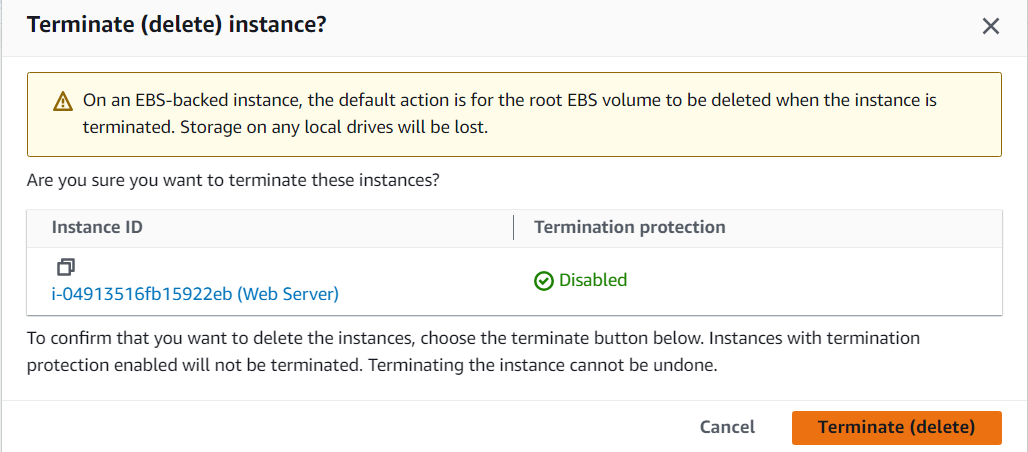 Terminate (delete) instance?
On an EBS-backed instance, the default action is for the root EBS volume to be deleted when the instance is
terminated. Storage on any local drives will be lost.
Are you sure you want to terminate these instances?
Instance ID
Termination protection
i-04913516fb15922eb (Web Server)
Disabled
To confirm that you want to delete the instances, choose the terminate button below. Instances with termination
protection enabled will not be terminated. Terminating the instance cannot be undone.
Cancel
Terminate (delete)